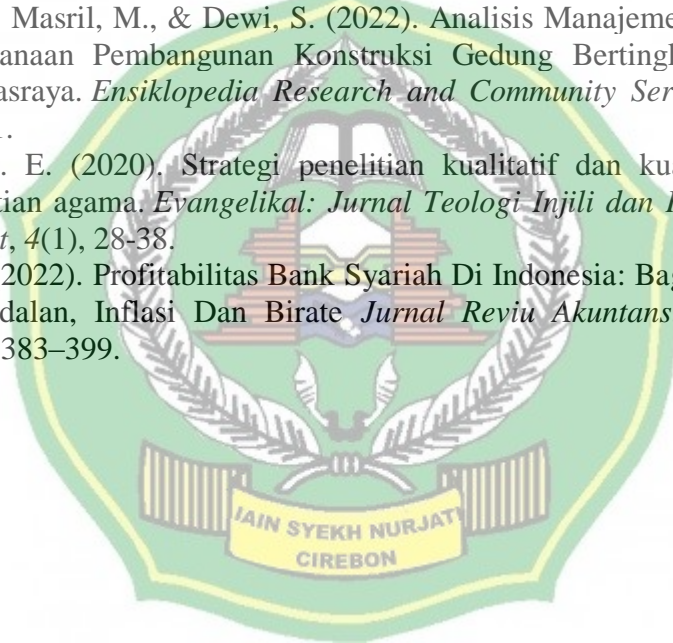 Masril, M., & Dewi, S. (2022). Analisis Manajeme
anaan Pembangunan Konstruksi Gedung Bertingk
asraya. Ensiklopedia Research and Community Ser
. E. (2020). Strategi penelitian kualitatif dan kua
tian agama. Evangelikal: Jurnal Teologi Injili dan
t, 4(1), 28-38.
2022). Profitabilitas Bank Syariah Di Indonesia: Bag
dalan, Inflasi Dan Birate Jurnal Reviu Akuntans
383–399.
IAIN SYEKH NURJATI
CIREBON